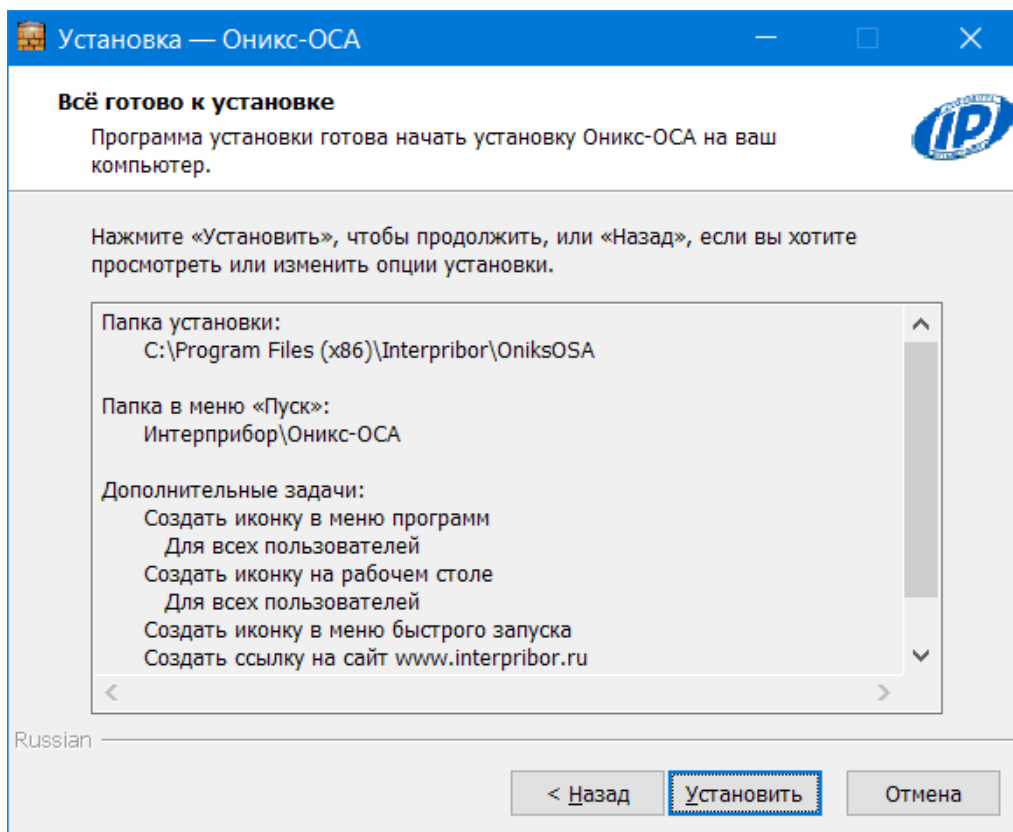 Установка — Оникс-ОСА
Всё готово к установке
Программа установки готова начать установку Оникс-ОСА на ваш
компьютер.
IP
Нажмите «Установить», чтобы продолжить, или «Назад», если вы хотите
просмотреть или изменить опции установки.
Папка установки:
C:\Program Files (x86)\Interpribor\OniksOSA
Папка в меню «Пуск»:
Интерприбор\Оникс-ОСА
Дополнительные задачи:
Создать иконку в меню программ
Для всех пользователей
Создать иконку на рабочем столе
Для всех пользователей
Создать иконку в меню быстрого запуска
Создать ссылку на сайт www.interpribor.ru
Russian
< Назад
Установить
Отмена